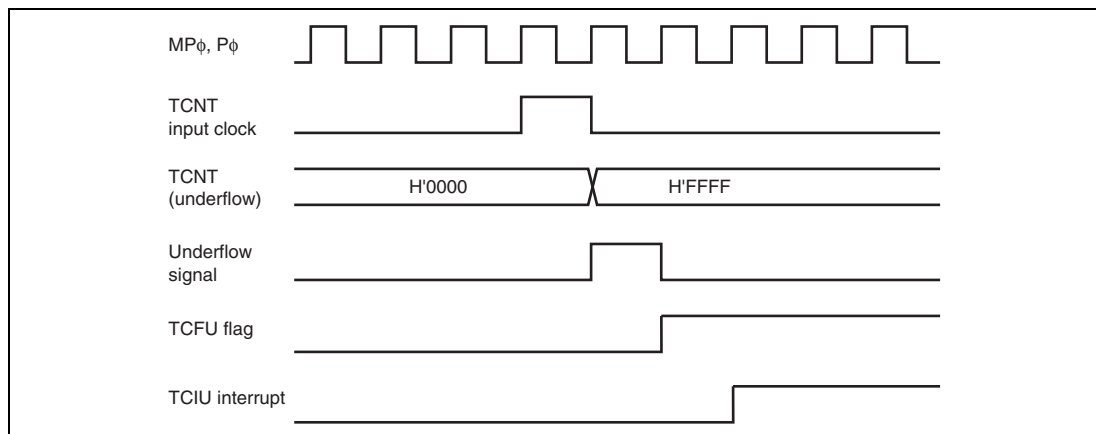 MPφ, Pφ
TCNT
input clock
TCNT
(underflow)
H'0000
H'FFFF
Underflow
signal
TCFU flag
TCIU interrupt